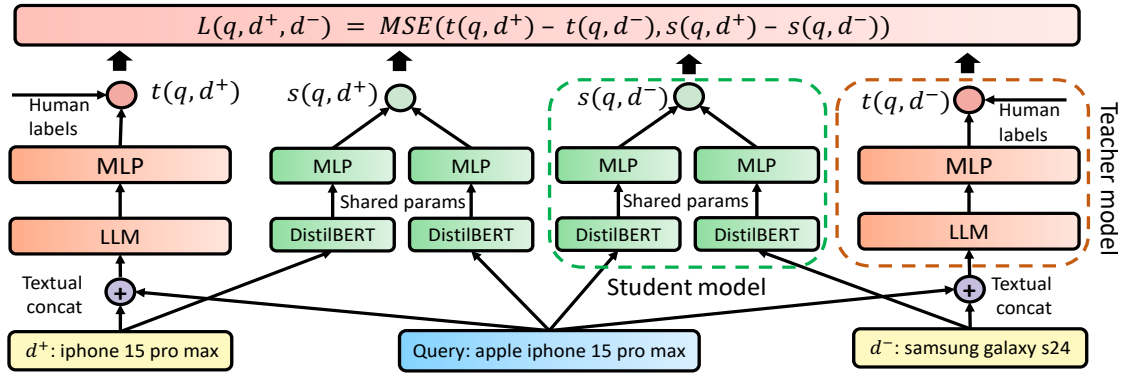 L(q, d⁺, d⁻) = MSE(t(q, d⁺) − t(q, d⁻), s(q, d⁺) − s(q, d⁻))
t(q, d⁺)
s(q, d⁺)
s(q, d⁻)
t(q, d⁻)
Human
labels
Human
labels
Teacher model
MLP
MLP
MLP
MLP
MLP
MLP
Shared params
Shared params
LLM
DistilBERT
DistilBERT
DistilBERT
DistilBERT
LLM
Student model
Textual
concat
+
+
Textual
concat
d⁺: iphone 15 pro max
Query: apple iphone 15 pro max
d⁻: samsung galaxy s24